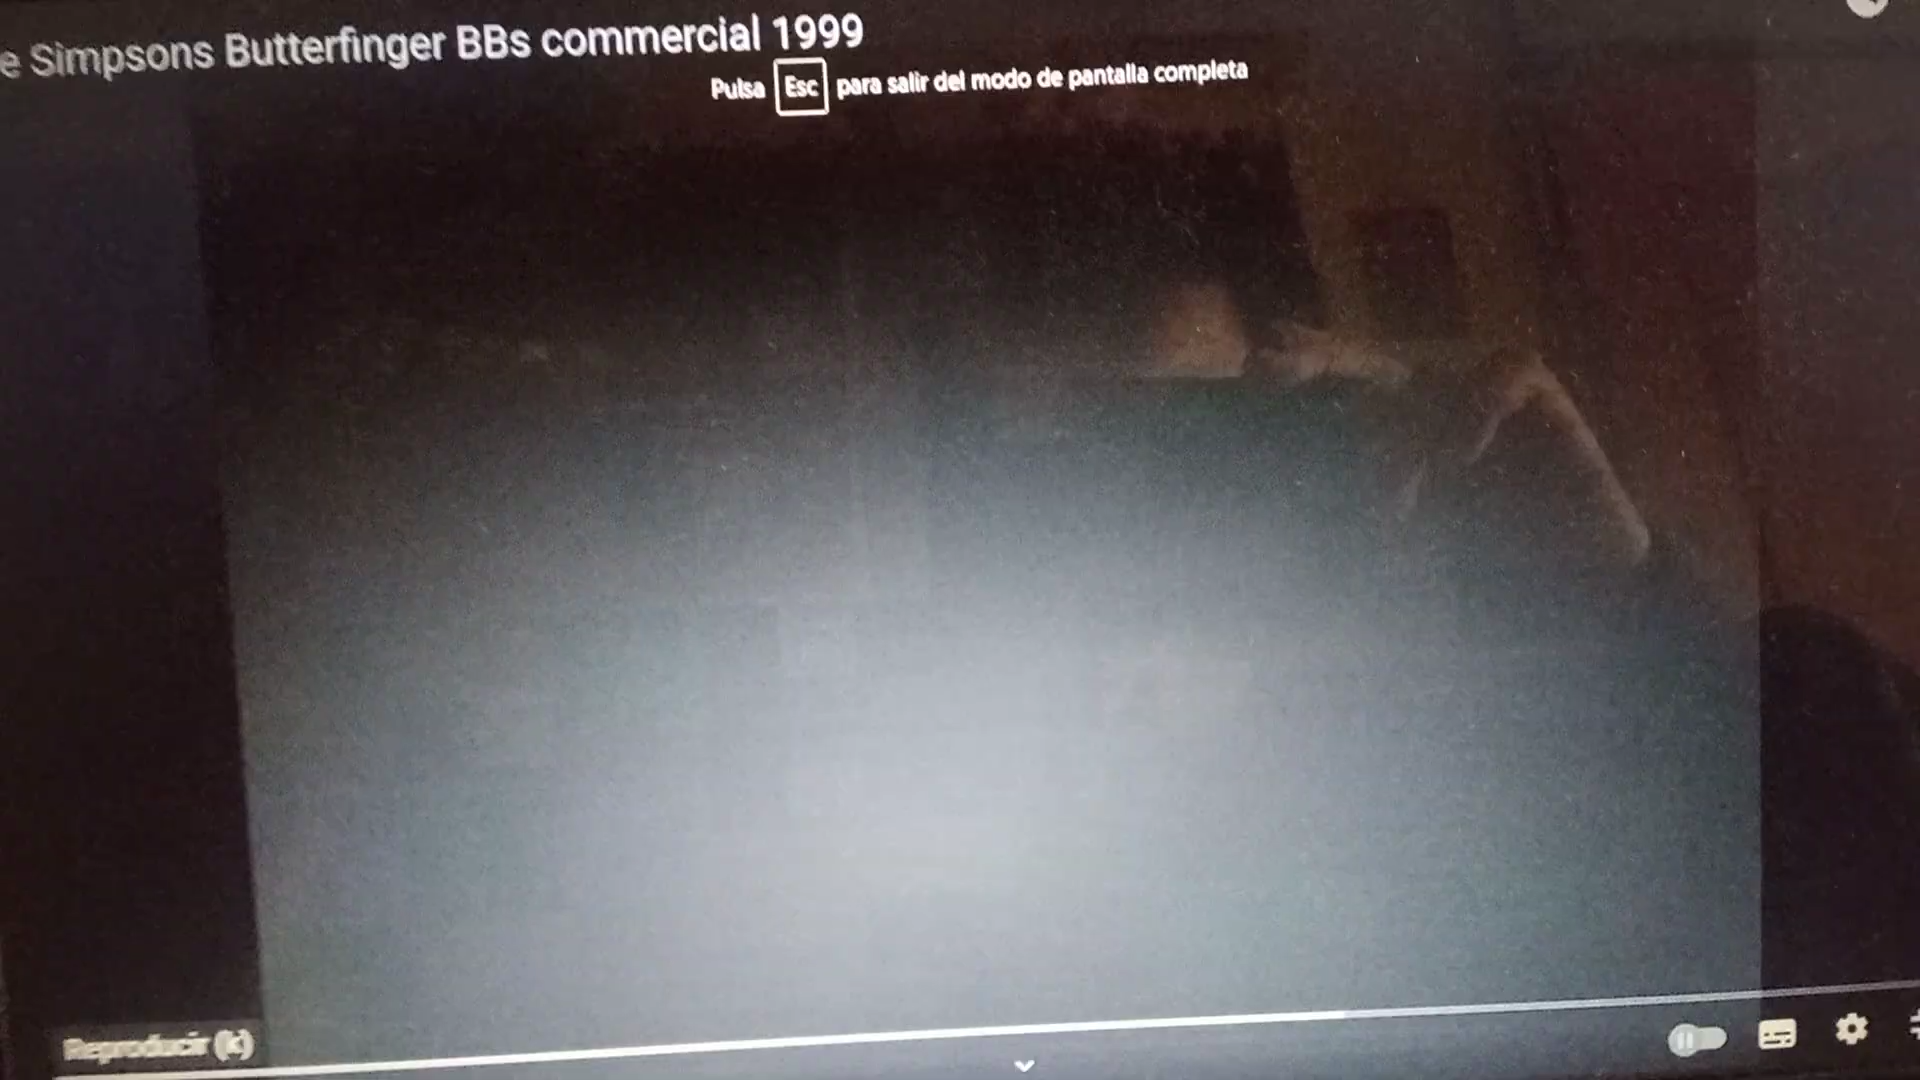 e Simpsons Butterfinger BBs commercial 1999
Pulsa Esc para salir del modo de pantalla completa
Reproducir (k)